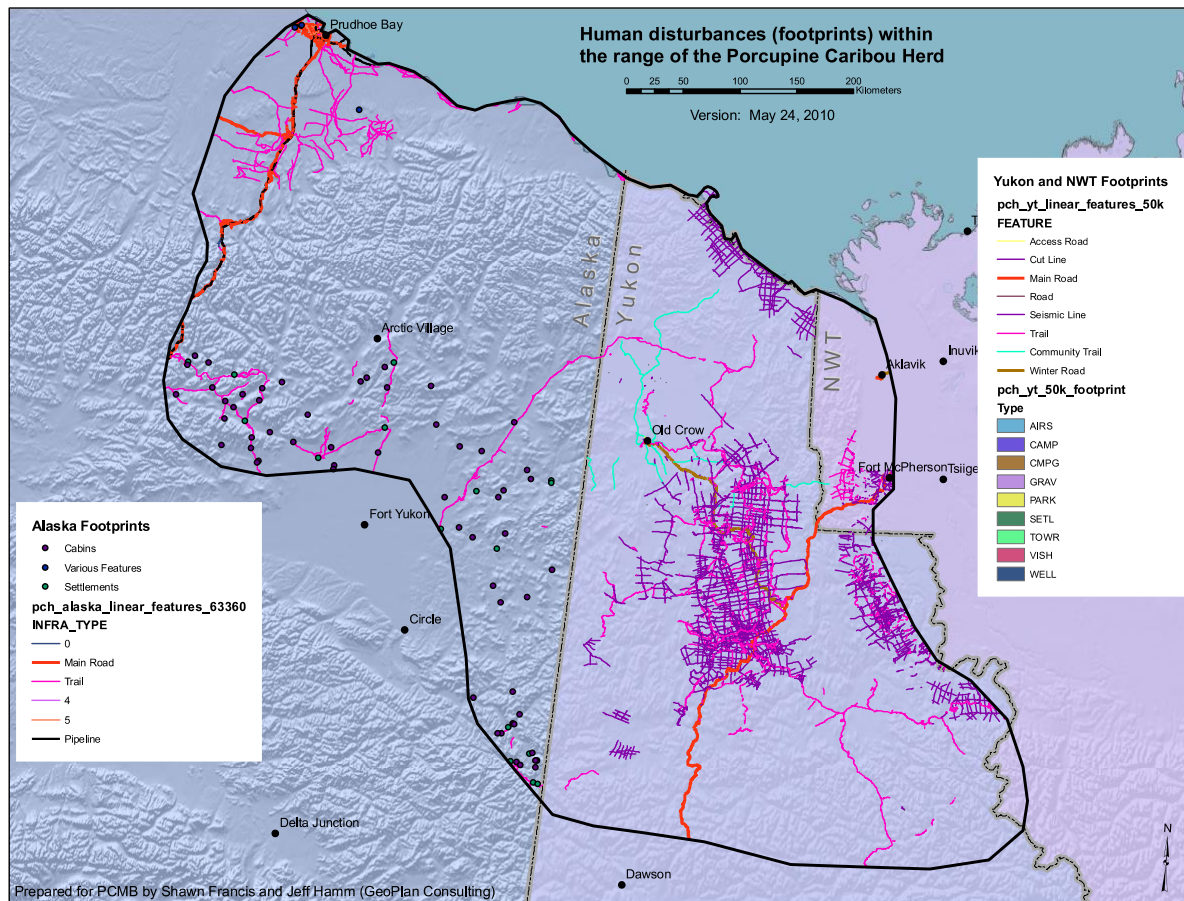 Prudhoe Bay
Human disturbances (footprints) within
the range of the Porcupine Caribou Herd
0 25 50 100 150 200
Kilometers
Version: May 24, 2010
Yukon and NWT Footprints
pch_yt_linear_features_50k
FEATURE
Access Road
Cut Line
Main Road
Road
Seismic Line
Trail
Community Trail
Winter Road
pch_yt_50k_footprint
Type
AIRS
CAMP
CMPG
GRAV
PARK
SETL
TOWR
VISH
WELL
T
Alaska
Yukon
NWT
Arctic Village
Aklavik
Inuvik
Old Crow
Fort McPherson
Tsiige
Fort Yukon
Circle
Alaska Footprints
Cabins
Various Features
Settlements
pch_alaska_linear_features_63360
INFRA_TYPE
0
Main Road
Trail
4
5
Pipeline
Delta Junction
Dawson
N
Prepared for PCMB by Shawn Francis and Jeff Hamm (GeoPlan Consulting)